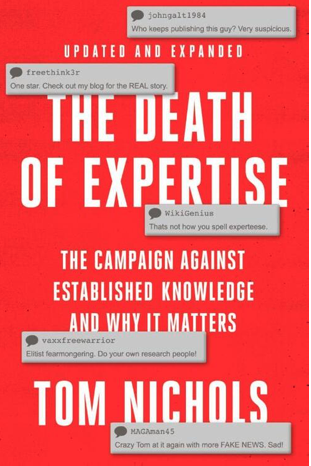 johngalt1984
Who keeps publishing this guy? Very suspicious.
UPDATED AND EXPANDED
freethink3r
One star. Check out my blog for the REAL story.
THE DEATH
OF EXPERTISE
WikiGenius
Thats not how you spell experteese.
THE CAMPAIGN AGAINST
ESTABLISHED KNOWLEDGE
AND WHY IT MATTERS
vaxxfreewarrior
Elitist fearmongering. Do your own research people!
TOM NICHOLS
MAGAman45
Crazy Tom at it again with more FAKE NEWS. Sad!